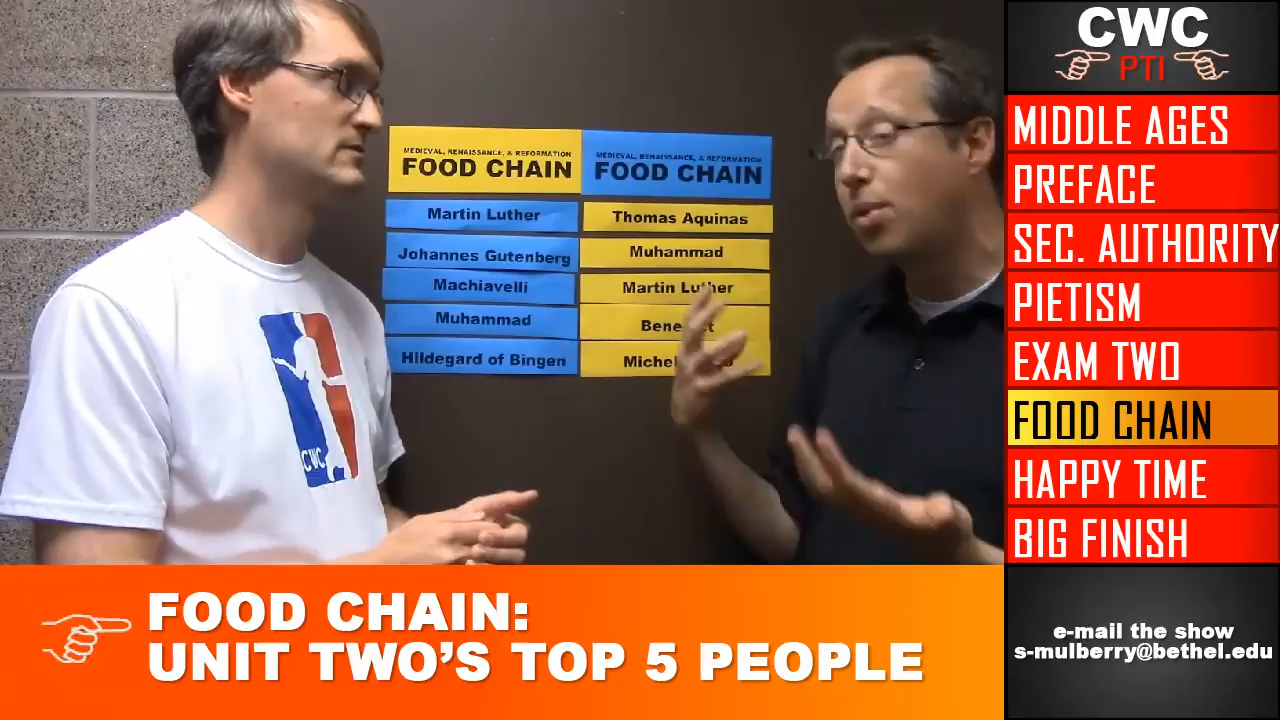 MEDIEVAL, RENAISSANCE, & REFORMATION
FOOD CHAIN
Martin Luther
Johannes Gutenberg
Machiavelli
Muhammad
Hildegard of Bingen
MEDIEVAL, RENAISSANCE, & REFORMATION
FOOD CHAIN
Thomas Aquinas
Muhammad
Martin Luther
CWC
CWC
PTI
MIDDLE AGES
PREFACE
SEC. AUTHORITY
PIETISM
EXAM TWO
FOOD CHAIN
HAPPY TIME
BIG FINISH
e-mail the show
s-mulberry@bethel.edu
FOOD CHAIN:
UNIT TWO'S TOP 5 PEOPLE